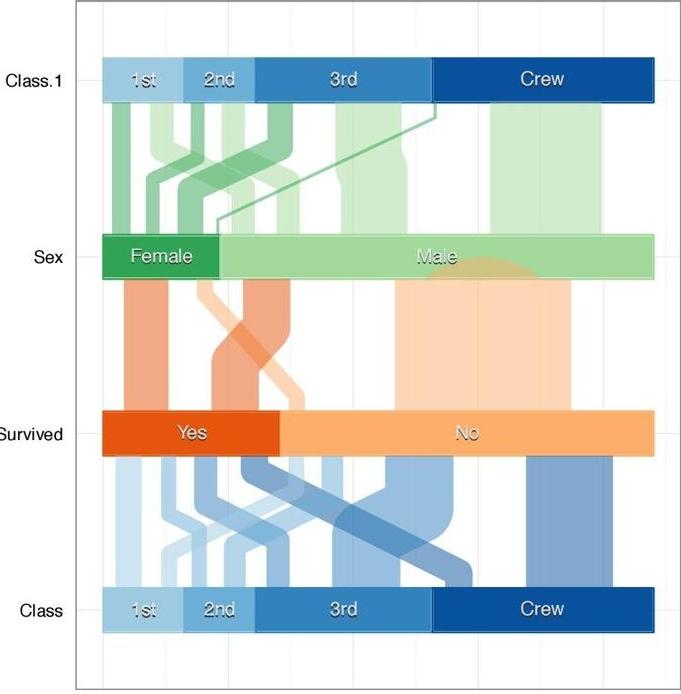 Class.1 1st 2nd 3rd Crew
Sex Female Male
Survived Yes No
Class 1st 2nd 3rd Crew